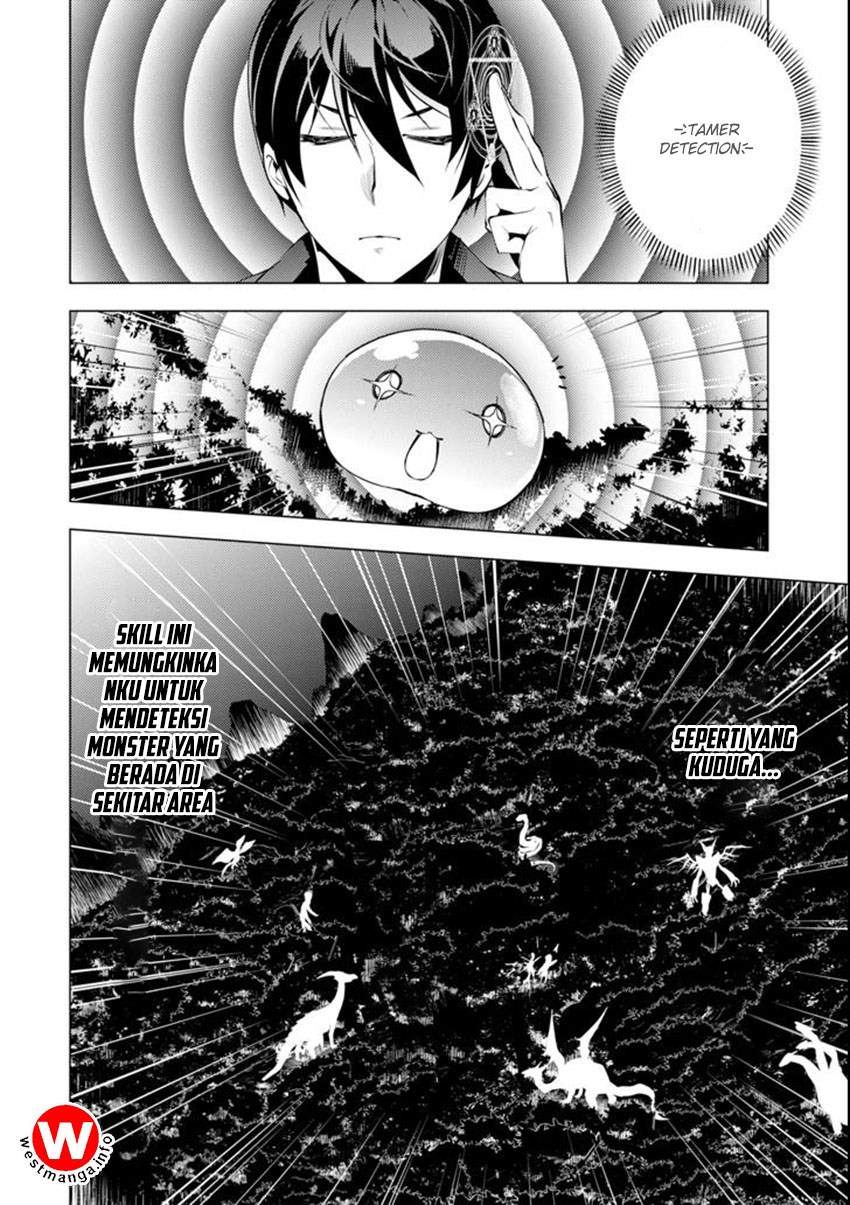 -:TAMER
DETECTION:-
SEPERTI YANG
KUDUGA...
SKILL INI
MEMUNGKINKA
NKU UNTUK
MENDETEKSI
MONSTER YANG
BERADA DI
SEKITAR AREA
W
westmanga.info